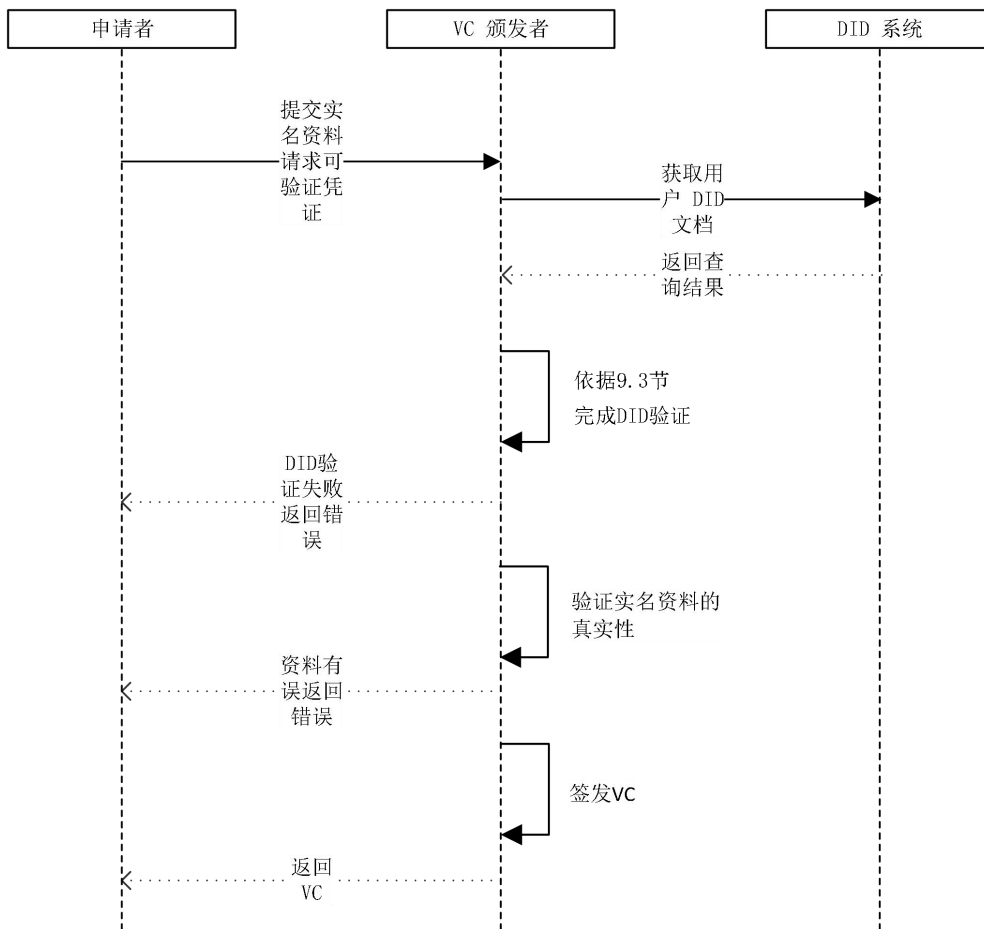 申请者
VC 颁发者
DID 系统
提交实
名资料
请求可
验证凭
证
获取用
户 DID
文档
返回查
询结果
依据9.3节
完成DID验证
DID验
证失败
返回错
误
验证实名资料的
真实性
资料有
误返回
错误
签发VC
返回
VC